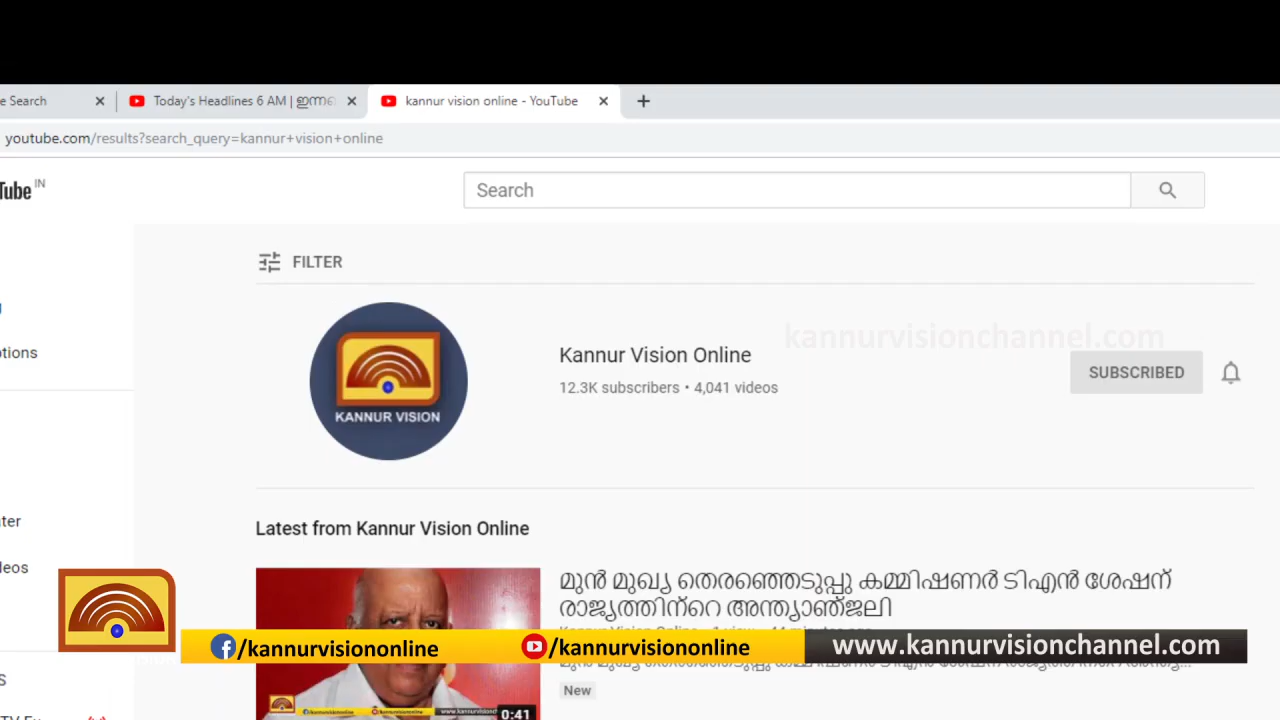 e Search
Today's Headlines 6 AM | ഇന്നത്
kannur vision online - YouTube
youtube.com/results?search_query=kannur+vision+online
Tube IN
Search
FILTER
kannurvisionchannel.com
KANNUR VISION
Kannur Vision Online
12.3K subscribers • 4,041 videos
SUBSCRIBED
ptions
Latest from Kannur Vision Online
ter
eos
മുൻ മുഖ്യ തെരഞ്ഞെടുപ്പു കമ്മിഷണർ ടിഎൻ ശേഷന്
രാജ്യത്തിന്റെ അന്ത്യാഞ്ജലി
/kannurvisiononline
/kannurvisiononline
www.kannurvisionchannel.com
New
0:41
S